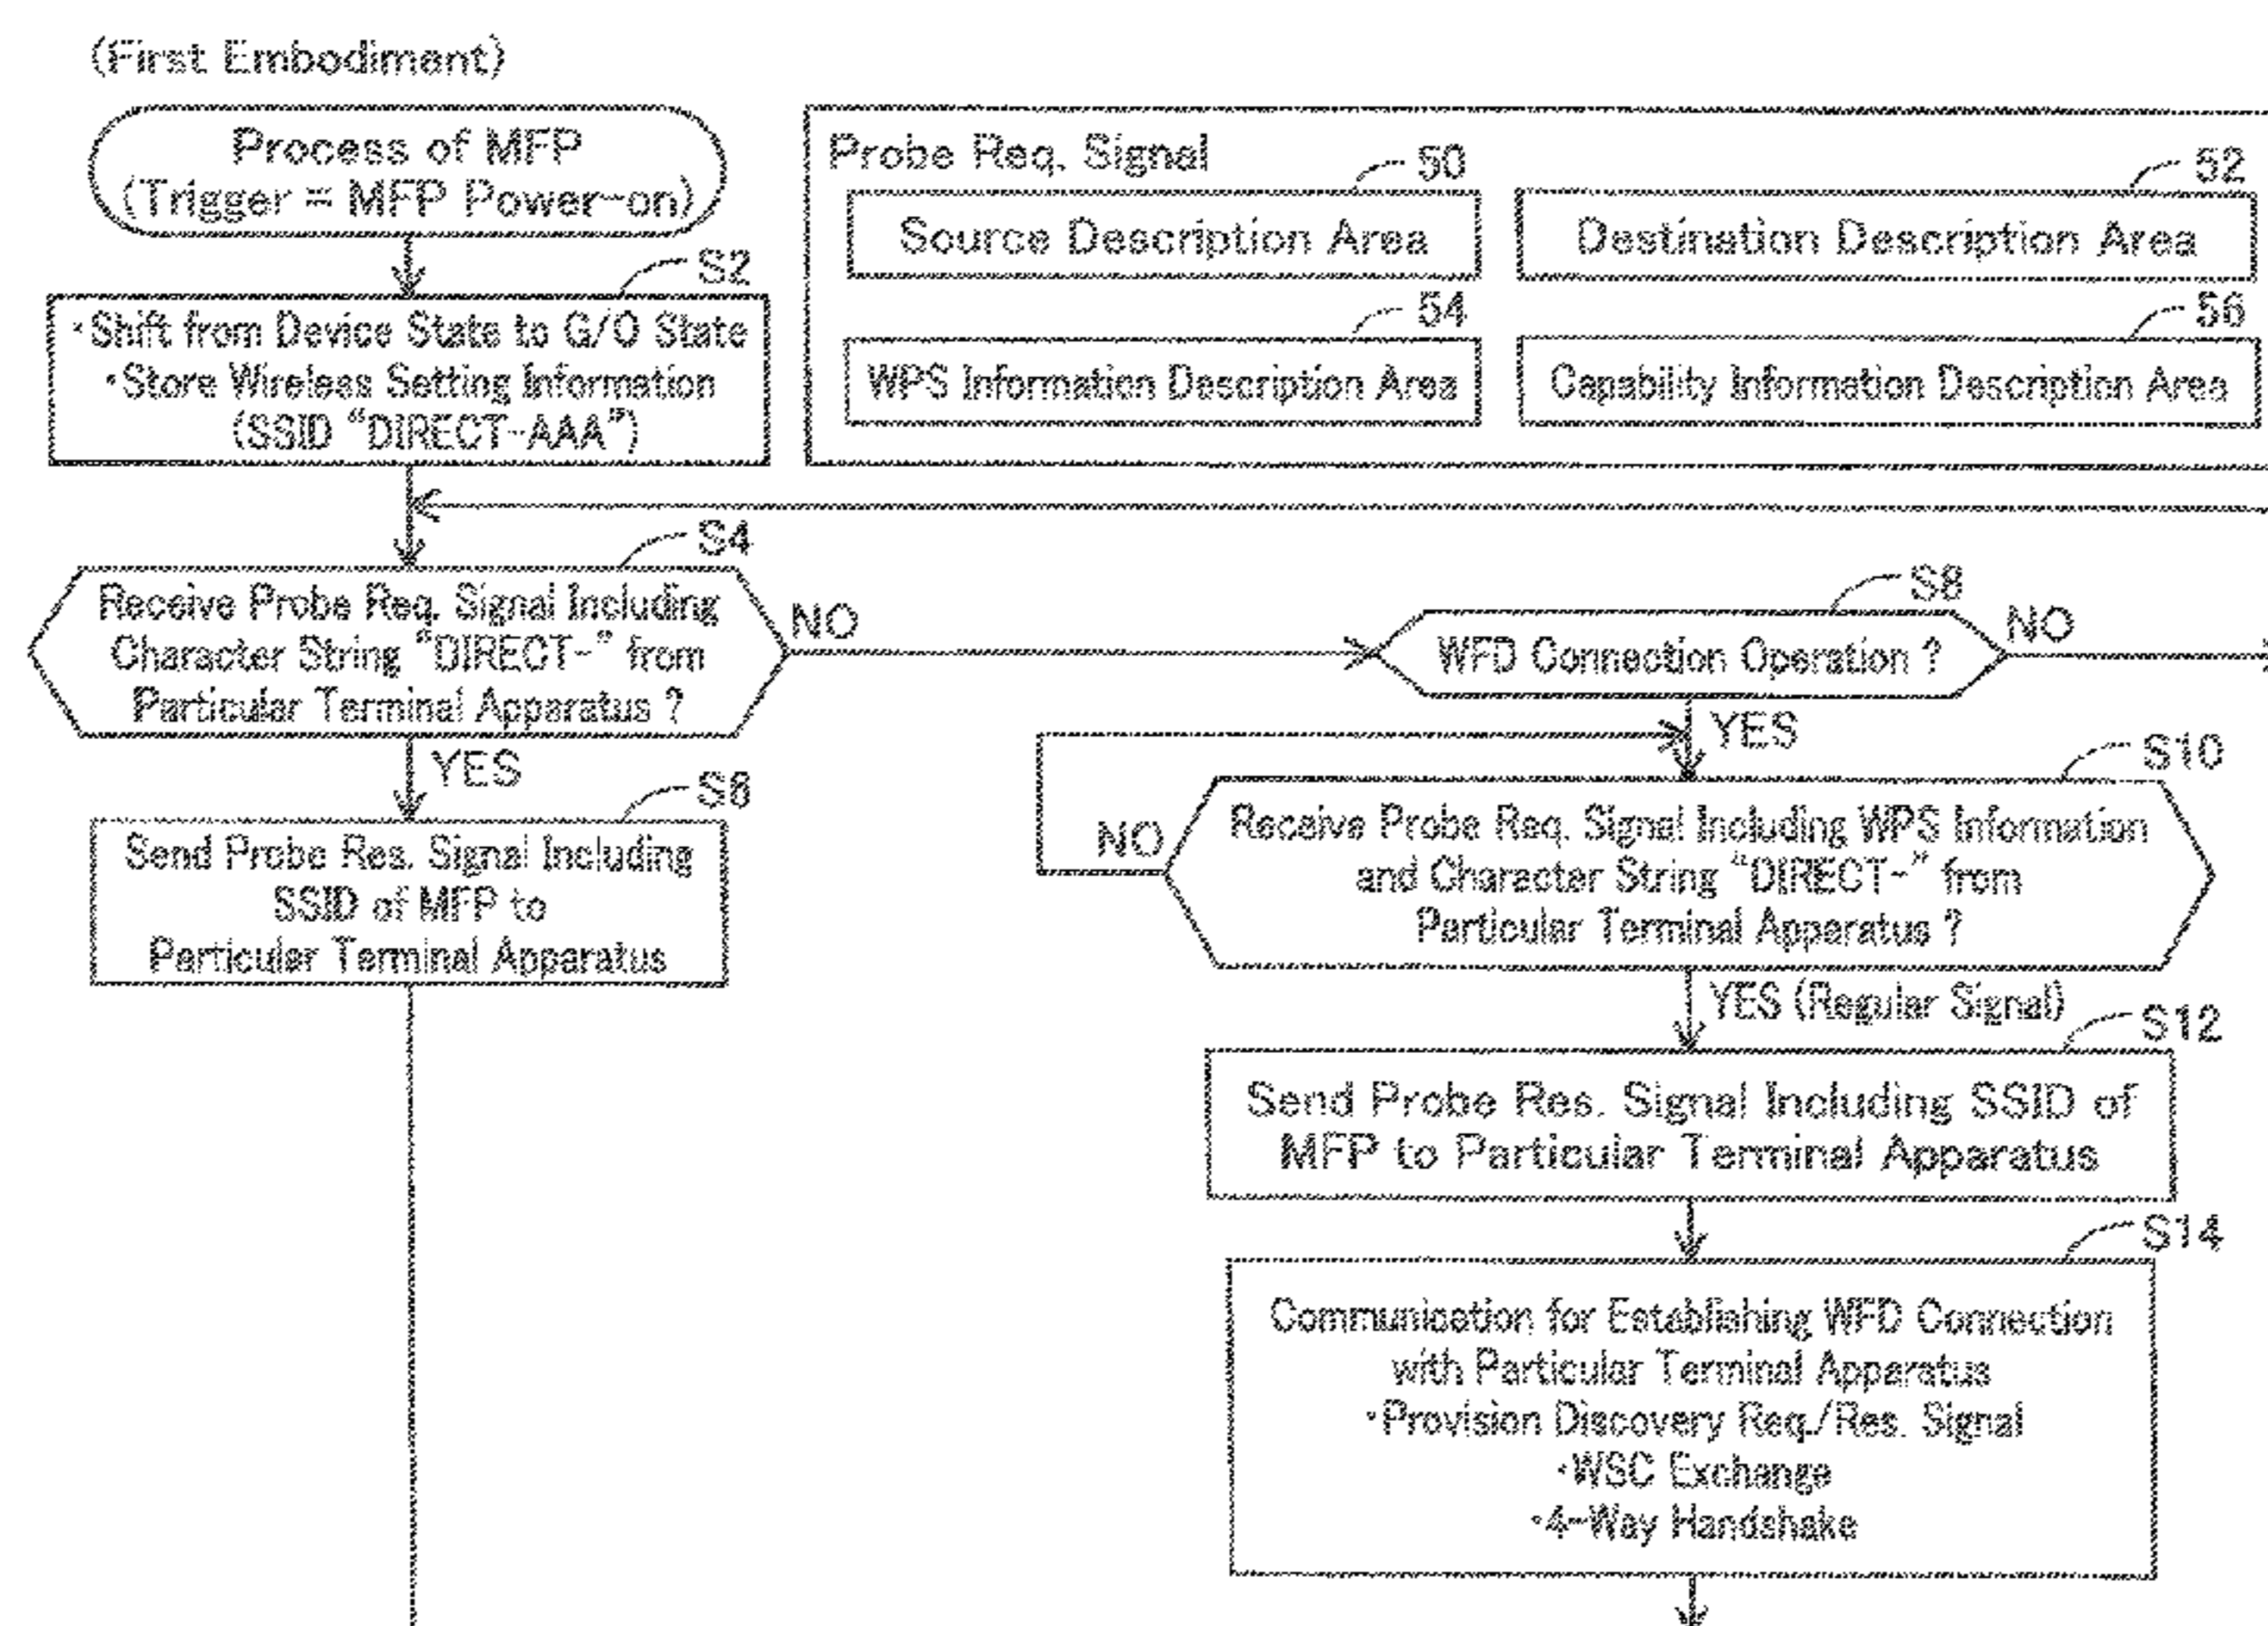 (First Embodiment)
Process of MFP
(Trigger = MFP Power-on)
Probe Req. Signal
50
Source Description Area
52
Destination Description Area
54
WPS Information Description Area
56
Capability Information Description Area
S2
・Shift from Device State to G/O State
・Store Wireless Setting Information
(SSID “DIRECT-AAA”)
S4
Receive Probe Req. Signal Including
Character String “DIRECT-” from
Particular Terminal Apparatus ?
NO
YES
S8
WFD Connection Operation ?
NO
YES
S6
Send Probe Res. Signal Including
SSID of MFP to
Particular Terminal Apparatus
S10
Receive Probe Req. Signal Including WPS Information
and Character String “DIRECT-” from
Particular Terminal Apparatus ?
NO
YES (Regular Signal)
S12
Send Probe Res. Signal Including SSID of
MFP to Particular Terminal Apparatus
S14
Communication for Establishing WFD Connection
with Particular Terminal Apparatus
・Provision Discovery Req./Res. Signal
・WSC Exchange
・4-Way Handshake